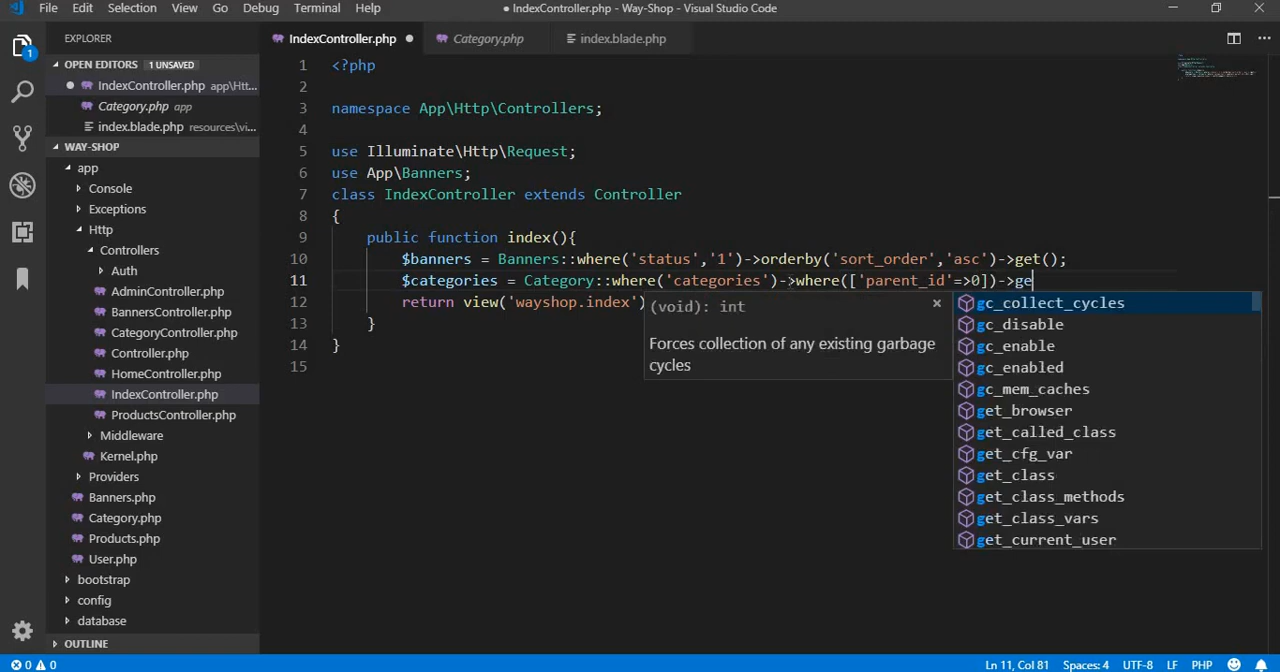 File Edit Selection View Go Debug Terminal Help ● IndexController.php - Way-Shop - Visual Studio Code
EXPLORER
IndexController.php ● Category.php index.blade.php
OPEN EDITORS 1 UNSAVED
● IndexController.php app\Htt...
Category.php app
index.blade.php resources\vi...
WAY-SHOP
app
Console
Exceptions
Http
Controllers
Auth
AdminController.php
BannersController.php
CategoryController.php
Controller.php
HomeController.php
IndexController.php
ProductsController.php
Middleware
Kernel.php
Providers
Banners.php
Category.php
Products.php
User.php
bootstrap
config
database
OUTLINE
1 <?php
2
3 namespace App\Http\Controllers;
4
5 use Illuminate\Http\Request;
6 use App\Banners;
7 class IndexController extends Controller
8 {
9 public function index(){
10 $banners = Banners::where('status','1')->orderby('sort_order','asc')->get();
11 $categories = Category::where('categories')->where(['parent_id'=>0])->ge
12 return view('wayshop.index')
13 }
14 }
15
(void): int
Forces collection of any existing garbage
cycles
gc_collect_cycles
gc_disable
gc_enable
gc_enabled
gc_mem_caches
get_browser
get_called_class
get_cfg_var
get_class
get_class_methods
get_class_vars
get_current_user
0 0 Ln 11, Col 81 Spaces: 4 UTF-8 LF PHP
1